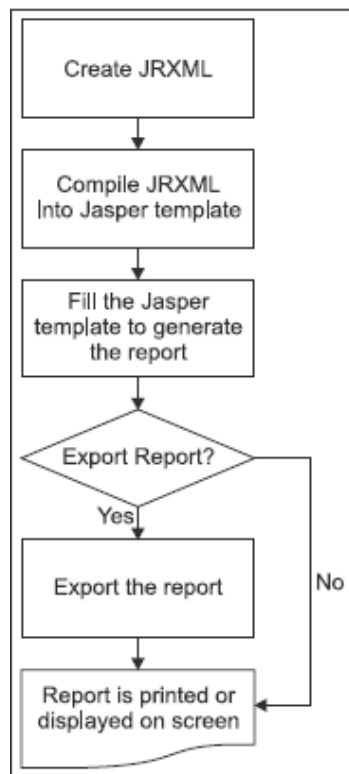 Create JRXML
Compile JRXML
Into Jasper template
Fill the Jasper
template to generate
the report
Export Report?
Yes
No
Export the report
Report is printed or
displayed on screen